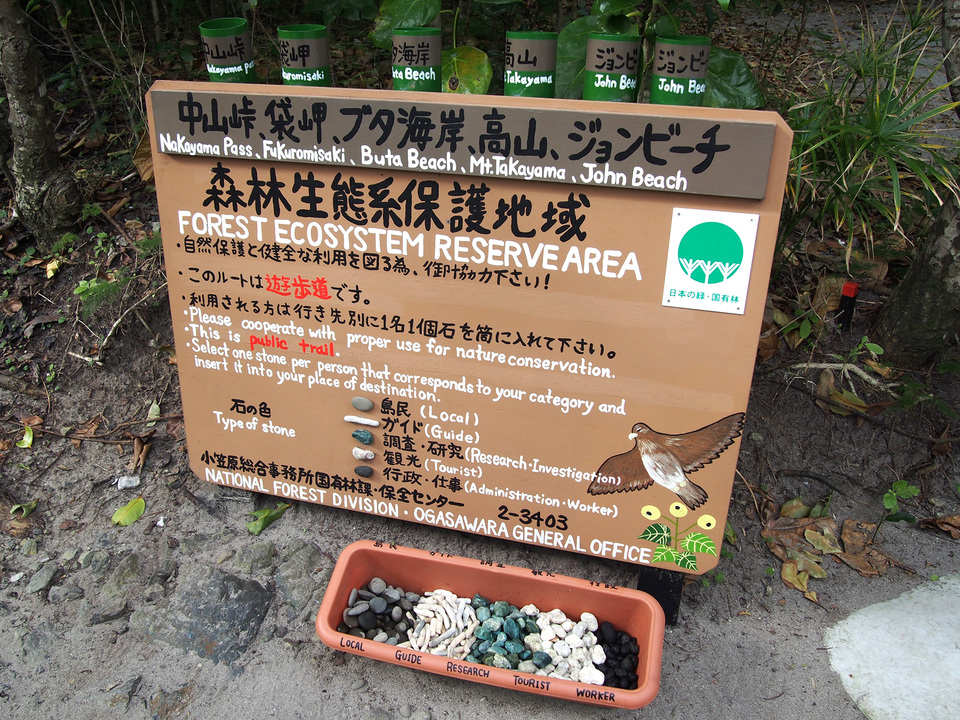 中山峠
Nakayama Pa
袋岬
uromisaki
タ海岸
uta Beach
高山
Takayama
ジョンビ
John Be
ジョンビー
John Bea
中山峠、袋岬、ブタ海岸、高山、ジョンビーチ
Nakayama Pass、Fukuromisaki、Buta Beach、Mt.Takayama、John Beach
森林生態系保護地域
FOREST ECOSYSTEM RESERVE AREA
・自然保護と健全な利用を図る為、御協力下さい!
・このルートは遊歩道です。
・利用される方は行き先別に1名1個石を筒に入れて下さい。
・Please cooperate with proper use for nature conservation.
・This is public trail.
・Select one stone per person that corresponds to your category and
insert it into your place of destination.
日本の緑・国有林
石の色
Type of stone
島民 (Local)
ガイド(Guide)
調査・研究(Research・Investigation)
観光(Tourist)
行政・仕事(Administration・Worker)
小笠原総合事務所国有林課・保全センター 2-3403
NATIONAL FOREST DIVISION・OGASAWARA GENERAL OFFICE
LOCAL GUIDE RESEARCH TOURIST WORKER